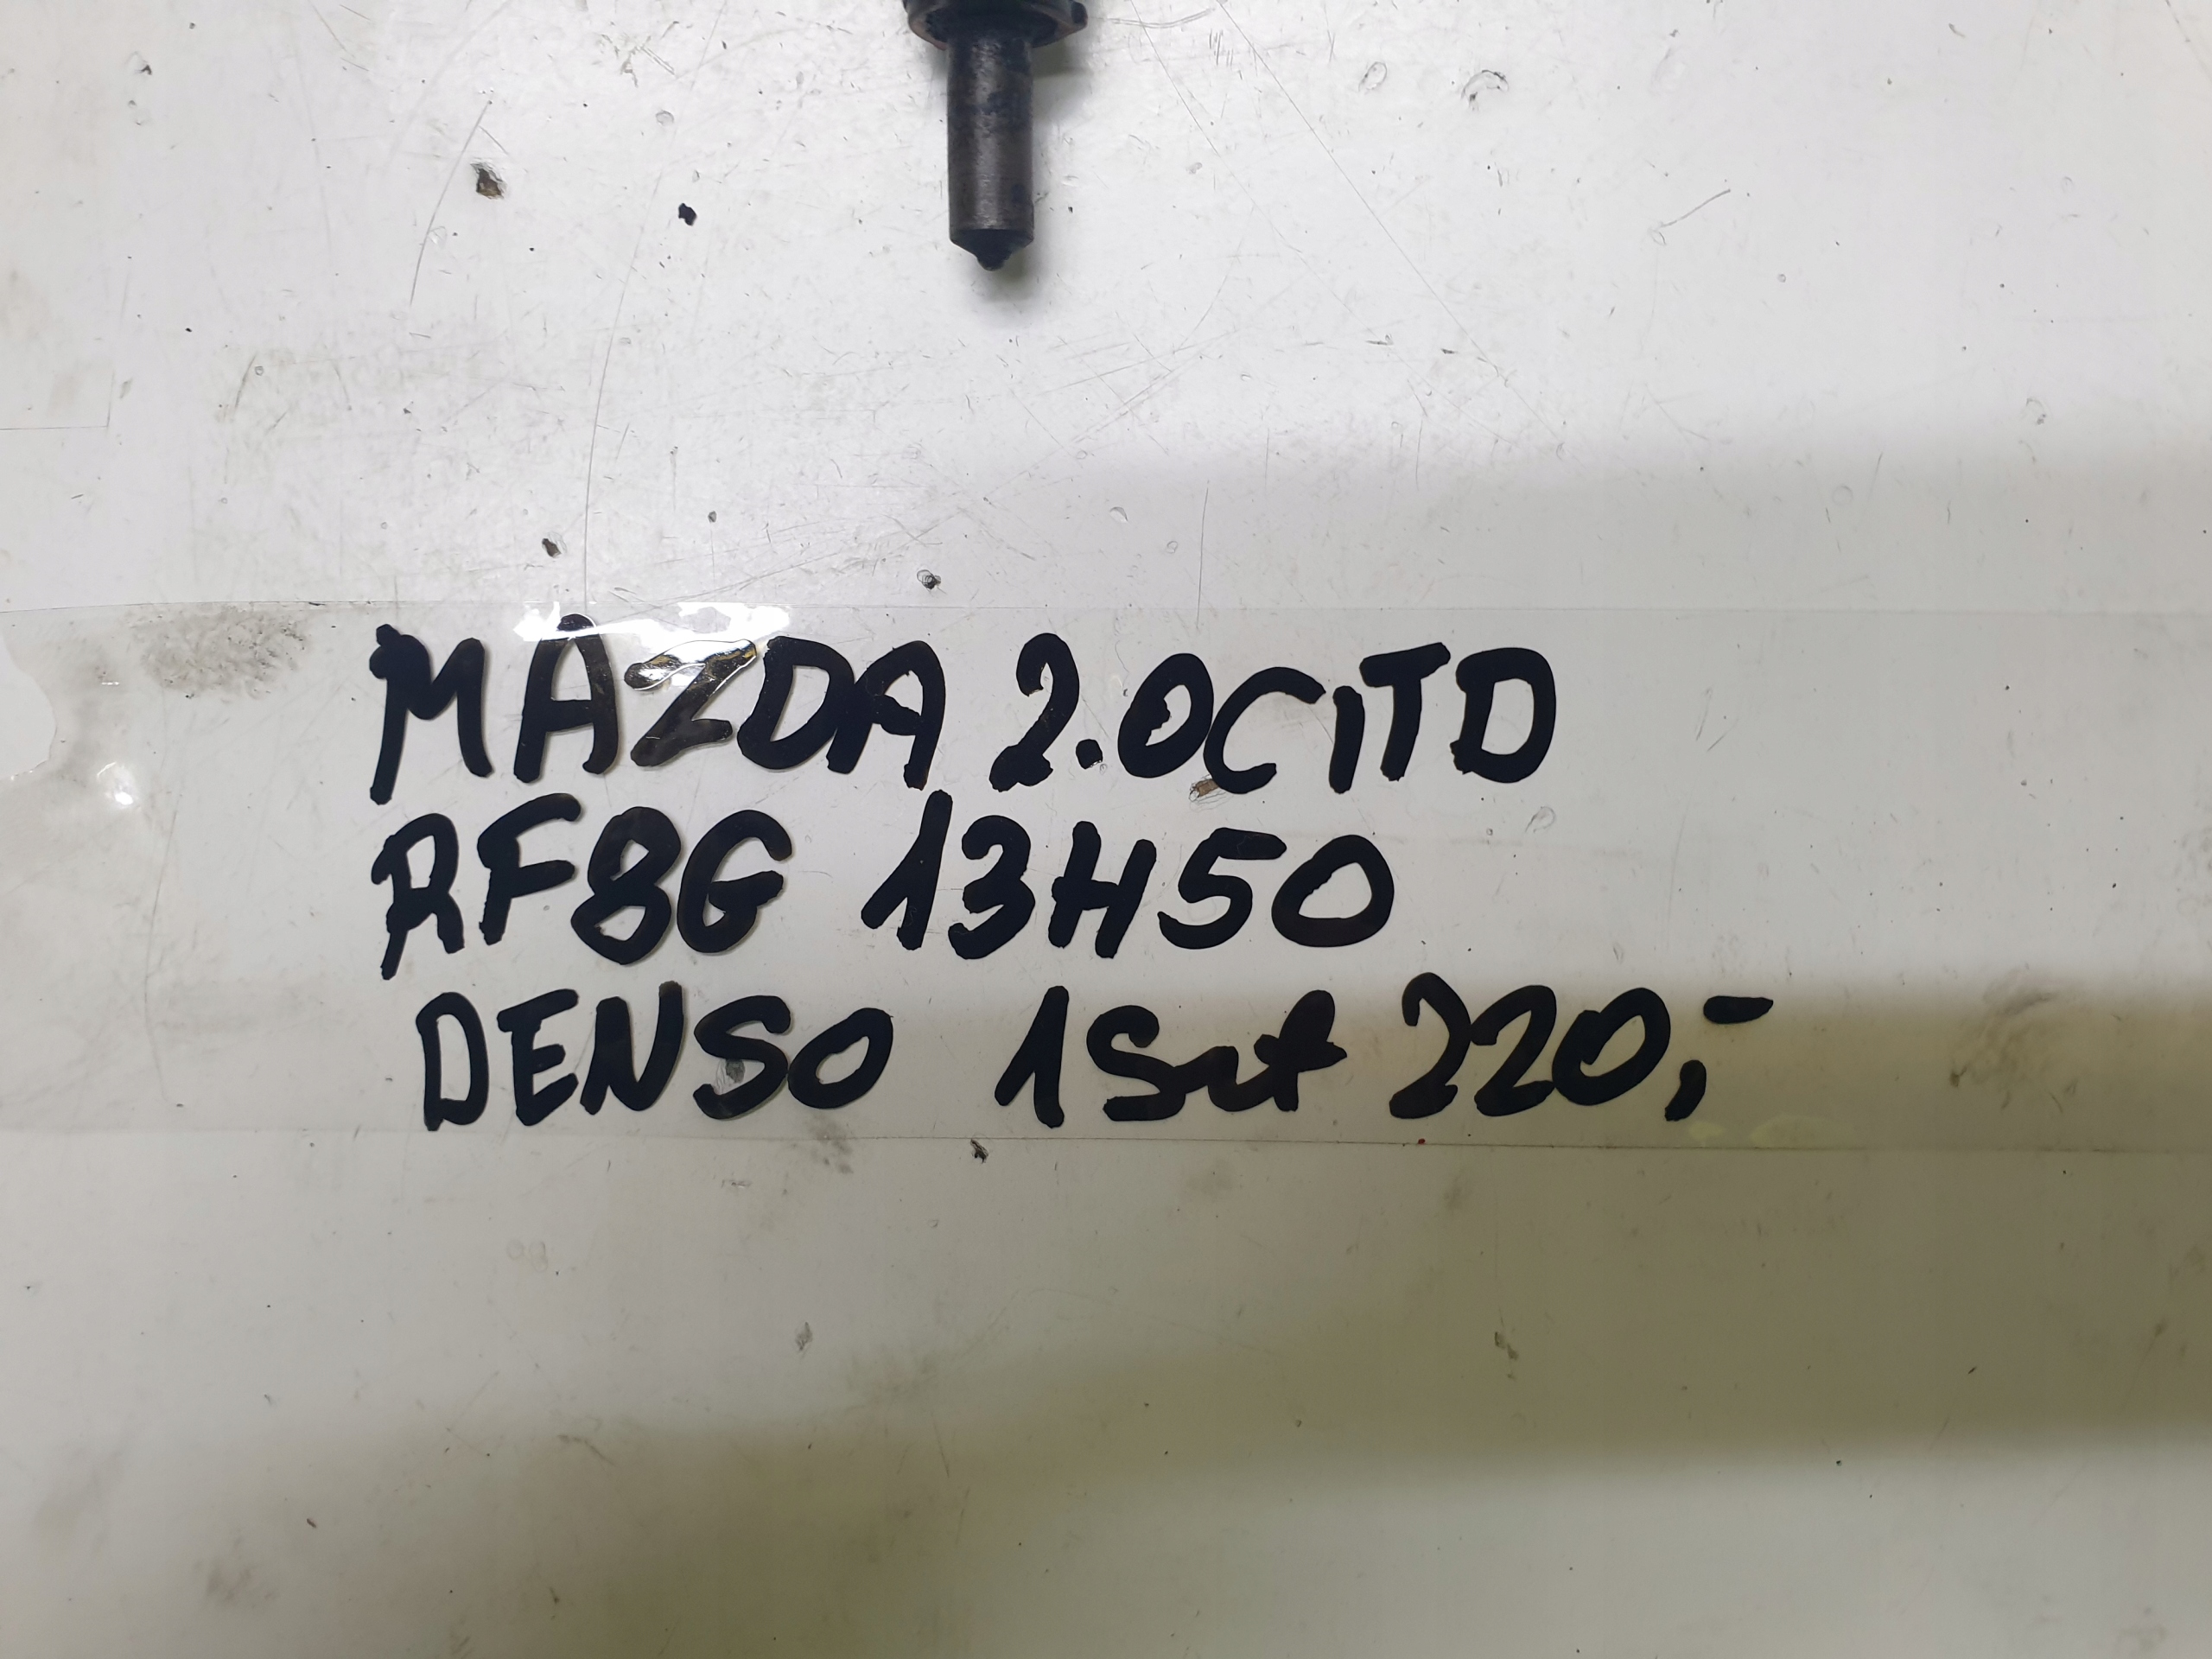 MAZDA 2.0CITD
RF8G 13H50
DENSO 1Set 220,-